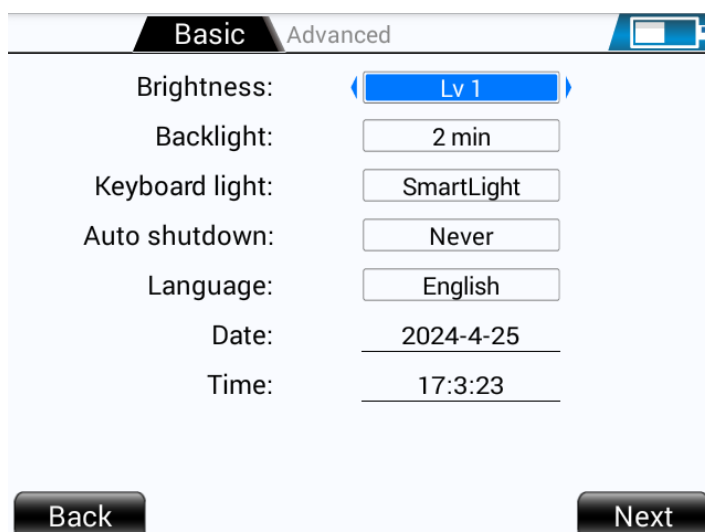 Basic Advanced
Brightness: Lv 1
Backlight: 2 min
Keyboard light: SmartLight
Auto shutdown: Never
Language: English
Date: 2024-4-25
Time: 17:3:23
Back Next